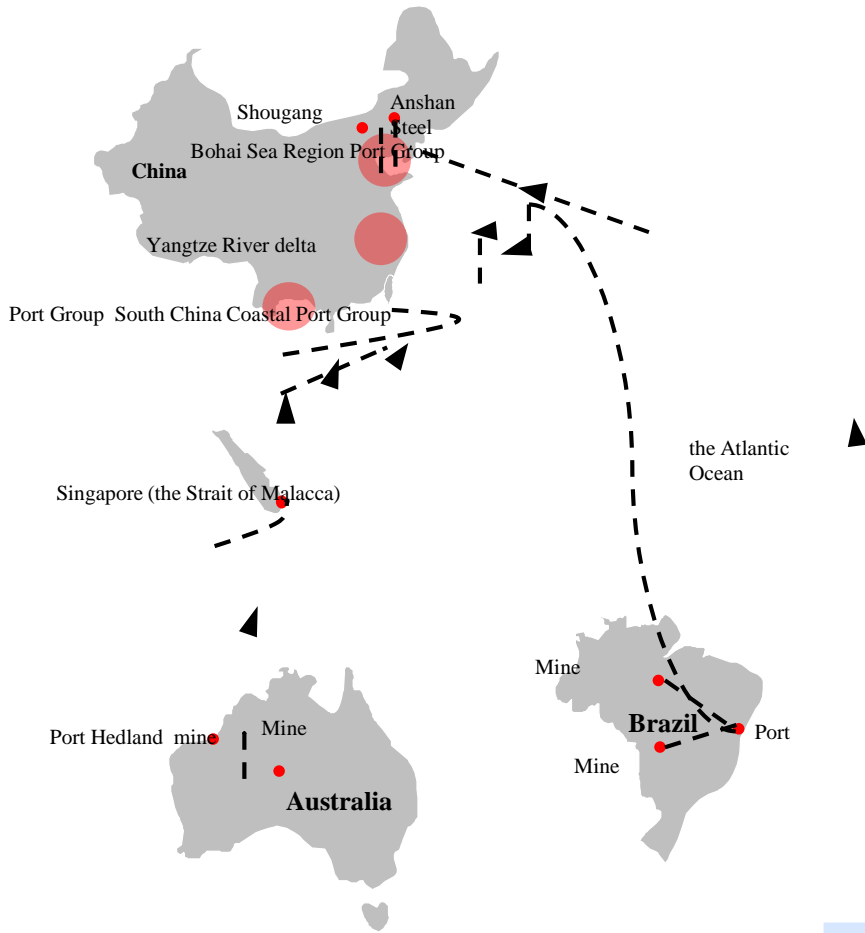 Shougang
Anshan
Steel
Bohai Sea Region Port Group
China
Yangtze River delta
Port Group  South China Coastal Port Group
the Atlantic
Ocean
Singapore (the Strait of Malacca)
Mine
Port Hedland  mine
Mine
Brazil
Port
Mine
Australia